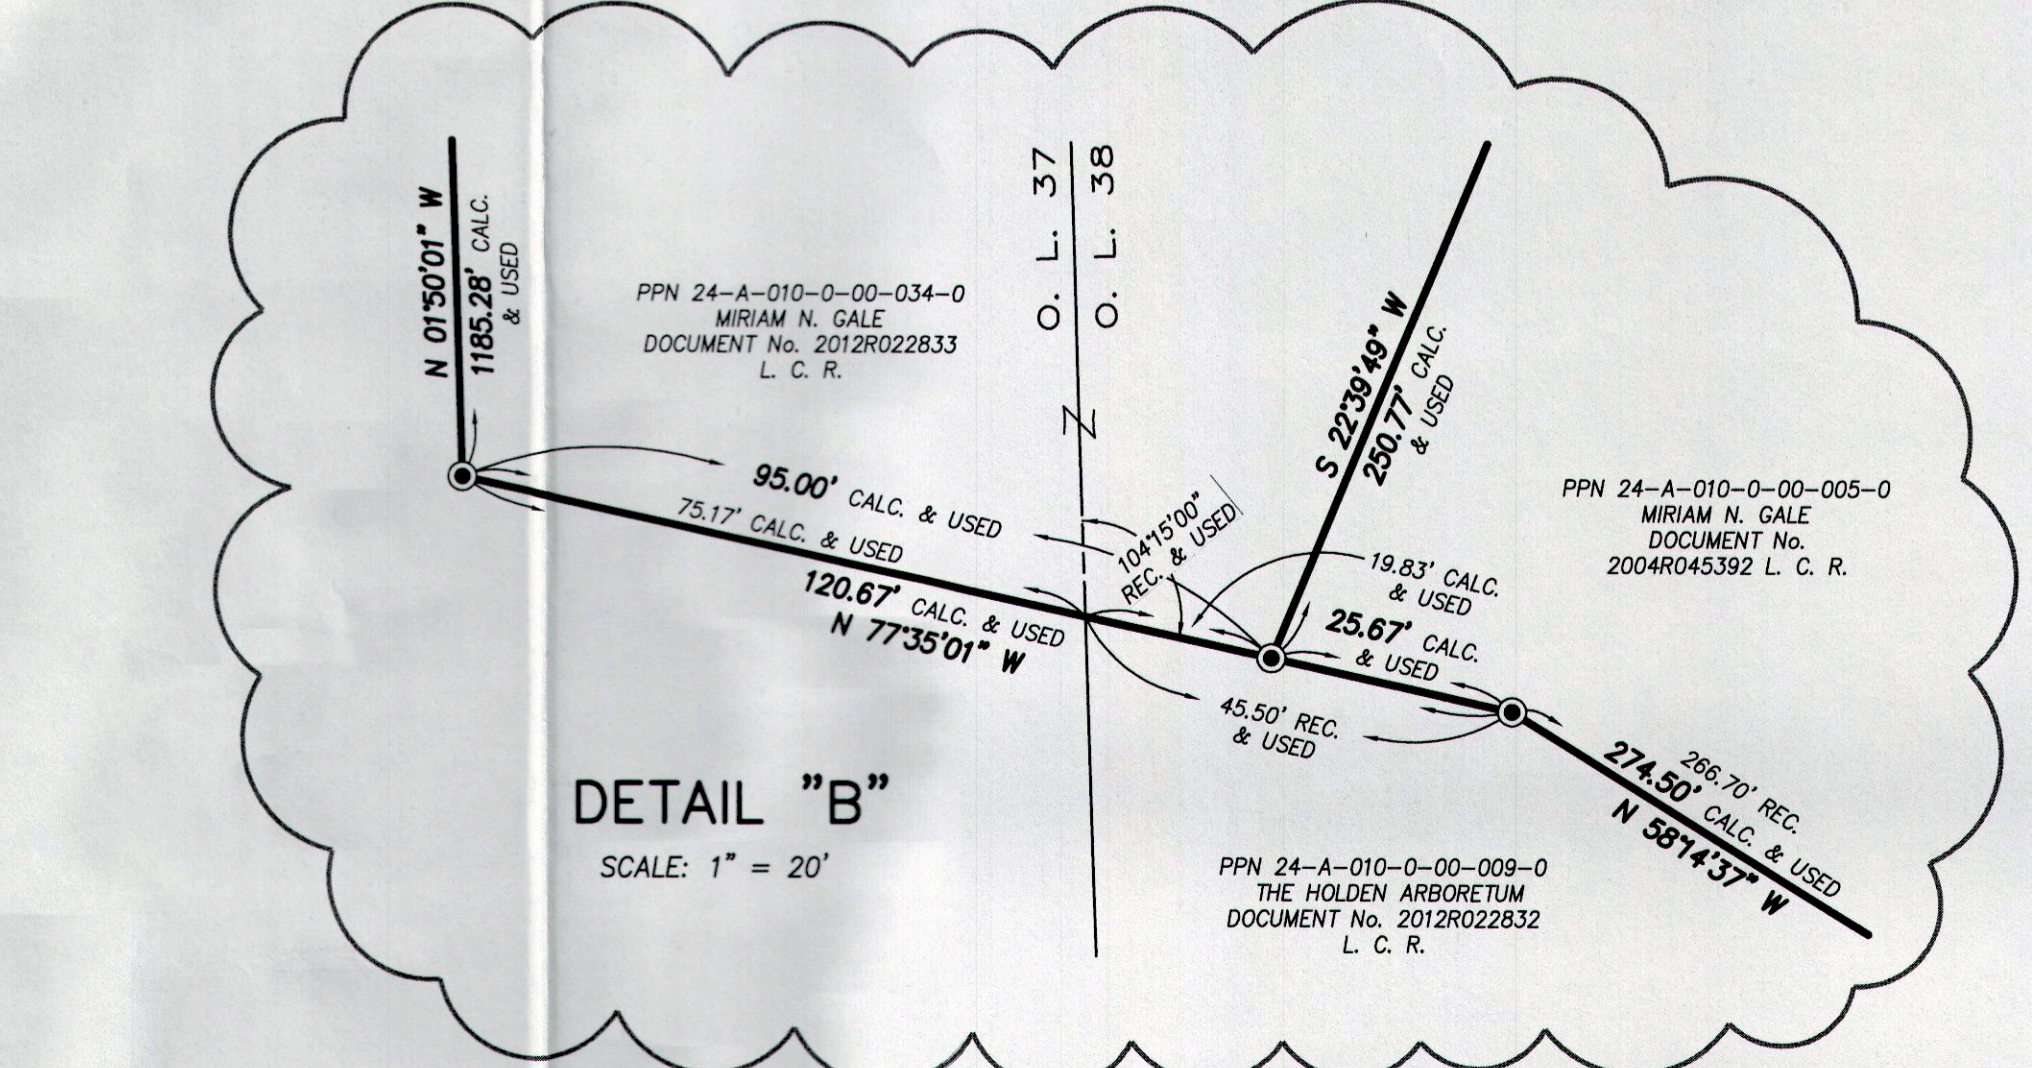 N 01°50'01" W
1185.28' CALC.
& USED
PPN 24-A-010-0-00-034-0
MIRIAM N. GALE
DOCUMENT No. 2012R022833
L. C. R.
O. L. 37
O. L. 38
S 22°39'49" W
250.77' CALC.
& USED
95.00' CALC. & USED
75.17' CALC. & USED
120.67' CALC. & USED
N 77°35'01" W
104°15'00"
REC. & USED
19.83' CALC.
& USED
25.67' CALC.
& USED
45.50' REC.
& USED
PPN 24-A-010-0-00-005-0
MIRIAM N. GALE
DOCUMENT No.
2004R045392 L. C. R.
266.70' REC.
274.50' CALC. & USED
N 58°14'37" W
DETAIL "B"
SCALE: 1" = 20'
PPN 24-A-010-0-00-009-0
THE HOLDEN ARBORETUM
DOCUMENT No. 2012R022832
L. C. R.